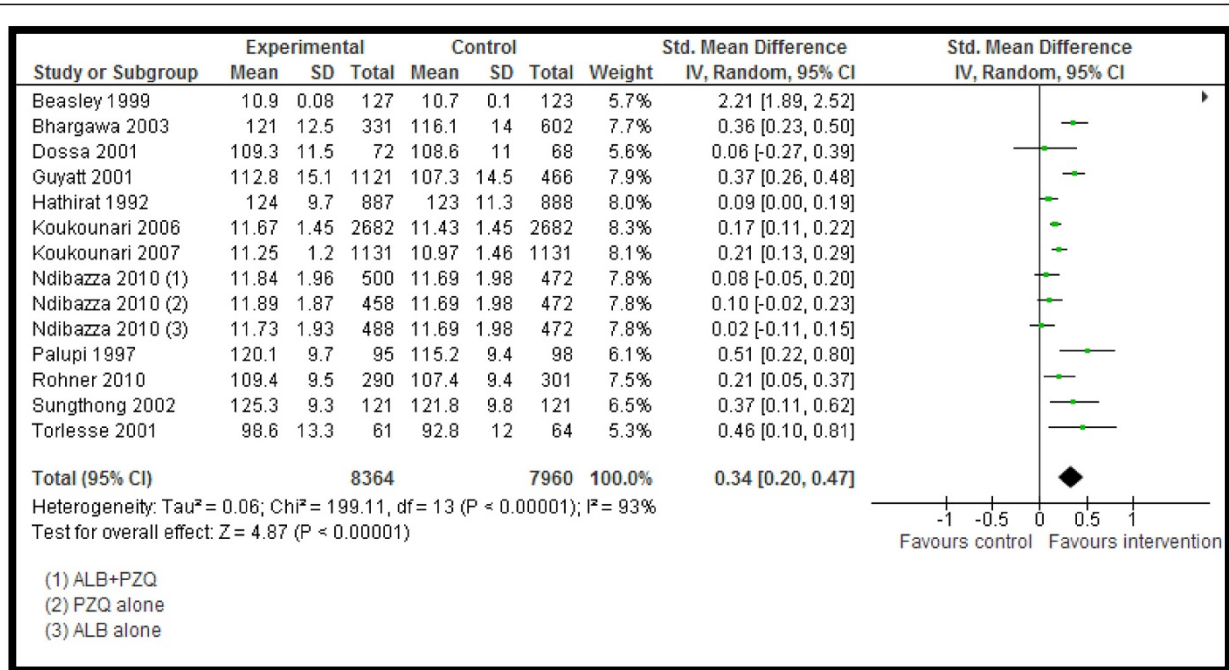 Experimental Control Std. Mean Difference Std. Mean Difference
Study or Subgroup Mean SD Total Mean SD Total Weight IV, Random, 95% CI IV, Random, 95% CI
Beasley 1999 10.9 0.08 127 10.7 0.1 123 5.7% 2.21 [1.89, 2.52]
Bhargawa 2003 121 12.5 331 116.1 14 602 7.7% 0.36 [0.23, 0.50]
Dossa 2001 109.3 11.5 72 108.6 11 68 5.6% 0.06 [-0.27, 0.39]
Guyatt 2001 112.8 15.1 1121 107.3 14.5 466 7.9% 0.37 [0.26, 0.48]
Hathirat 1992 124 9.7 887 123 11.3 888 8.0% 0.09 [0.00, 0.19]
Koukounari 2006 11.67 1.45 2682 11.43 1.45 2682 8.3% 0.17 [0.11, 0.22]
Koukounari 2007 11.25 1.2 1131 10.97 1.46 1131 8.1% 0.21 [0.13, 0.29]
Ndibazza 2010 (1) 11.84 1.96 500 11.69 1.98 472 7.8% 0.08 [-0.05, 0.20]
Ndibazza 2010 (2) 11.89 1.87 458 11.69 1.98 472 7.8% 0.10 [-0.02, 0.23]
Ndibazza 2010 (3) 11.73 1.93 488 11.69 1.98 472 7.8% 0.02 [-0.11, 0.15]
Palupi 1997 120.1 9.7 95 115.2 9.4 98 6.1% 0.51 [0.22, 0.80]
Rohner 2010 109.4 9.5 290 107.4 9.4 301 7.5% 0.21 [0.05, 0.37]
Sungthong 2002 125.3 9.3 121 121.8 9.8 121 6.5% 0.37 [0.11, 0.62]
Torlesse 2001 98.6 13.3 61 92.8 12 64 5.3% 0.46 [0.10, 0.81]
Total (95% CI) 8364 7960 100.0% 0.34 [0.20, 0.47]
Heterogeneity: Tau² = 0.06; Chi² = 199.11, df = 13 (P < 0.00001); I² = 93%
Test for overall effect: Z = 4.87 (P < 0.00001)
-1 -0.5 0 0.5 1
Favours control Favours intervention
(1) ALB+PZQ
(2) PZQ alone
(3) ALB alone